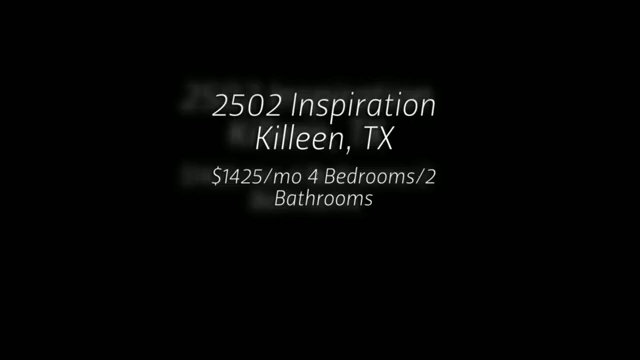 2502 Inspiration
Killeen, TX
$1425/mo 4 Bedrooms/2
Bathrooms